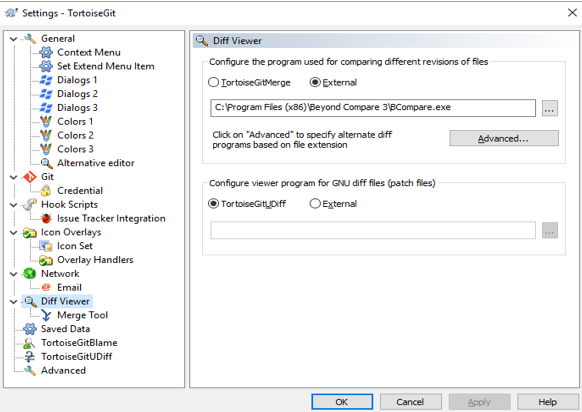 Settings - TortoiseGit
General
Context Menu
Set Extend Menu Item
Dialogs 1
Dialogs 2
Dialogs 3
Colors 1
Colors 2
Colors 3
Alternative editor
Git
Credential
Hook Scripts
Issue Tracker Integration
Icon Overlays
Icon Set
Overlay Handlers
Network
Email
Diff Viewer
Merge Tool
Saved Data
TortoiseGitBlame
TortoiseGitUDiff
Advanced
Diff Viewer
Configure the program used for comparing different revisions of files
TortoiseGitMerge External
C:\Program Files (x86)\Beyond Compare 3\BCompare.exe ...
Click on "Advanced" to specify alternate diff
programs based on file extension
Advanced...
Configure viewer program for GNU diff files (patch files)
TortoiseGitUDiff External
...
OK Cancel Apply Help